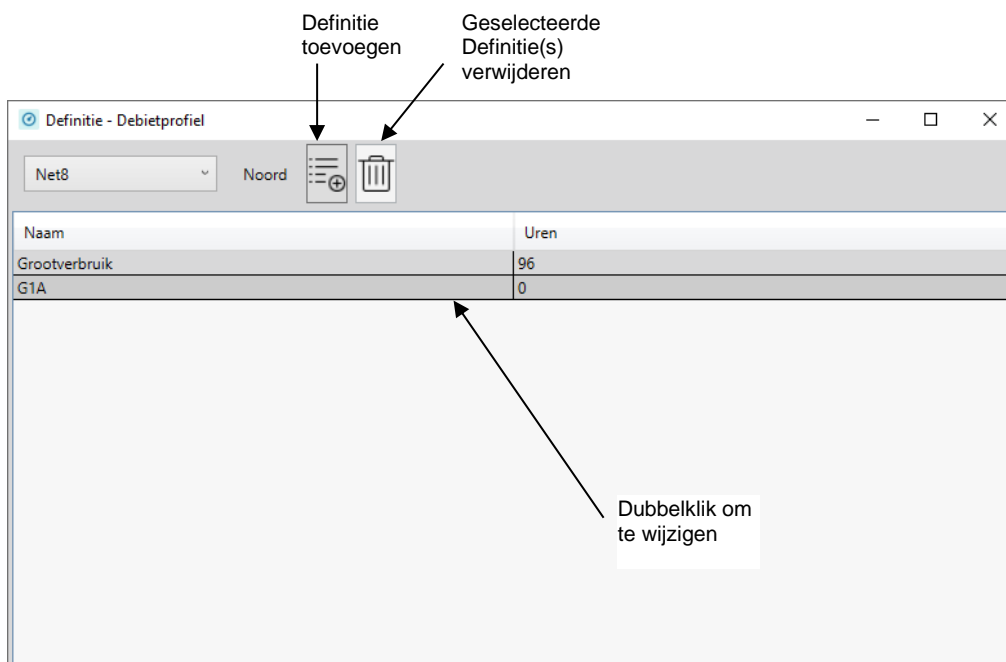 Definitie
toevoegen
Geselecteerde
Definitie(s)
verwijderen
Definitie - Debietprofiel
Net8
Noord
Naam
Uren
Grootverbruik
96
G1A
0
Dubbelklik om
te wijzigen